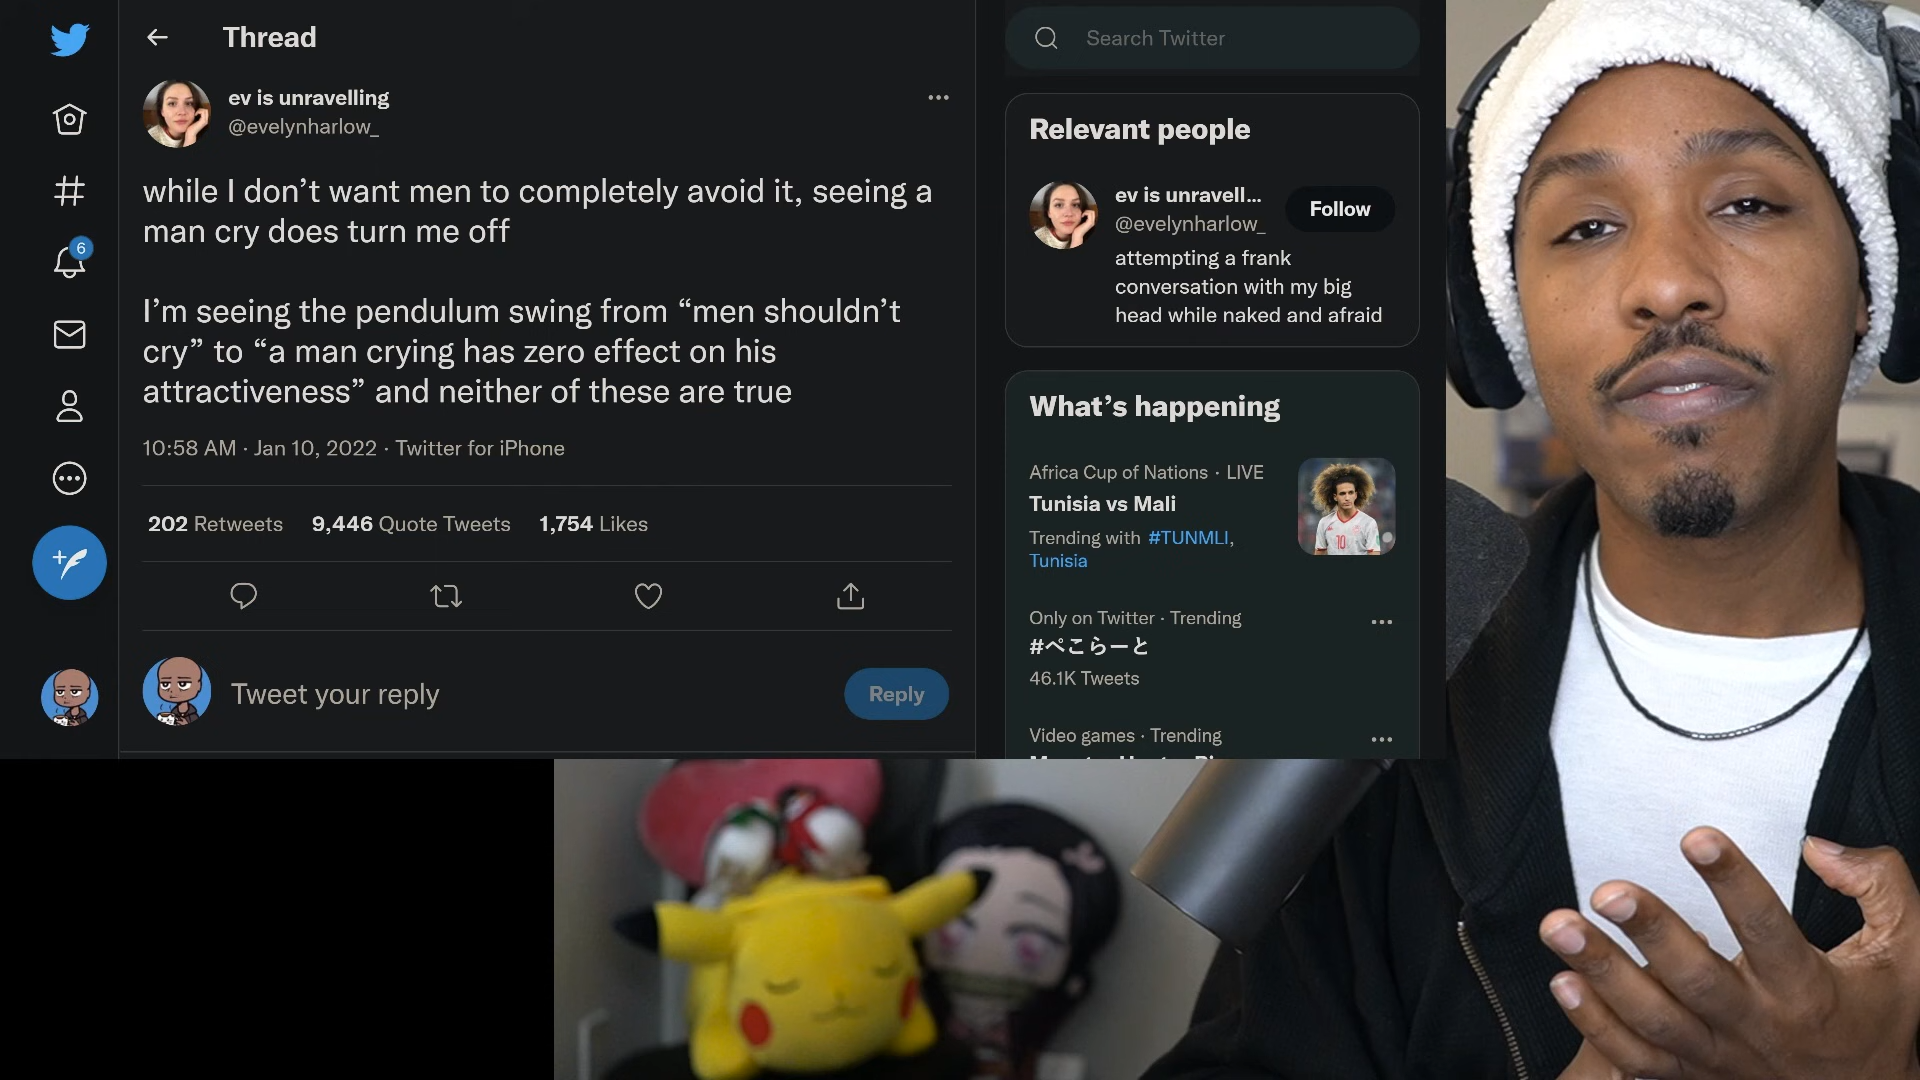 Thread
ev is unravelling
@evelynharlow_
while I don’t want men to completely avoid it, seeing a
man cry does turn me off
I’m seeing the pendulum swing from “men shouldn’t
cry” to “a man crying has zero effect on his
attractiveness” and neither of these are true
10:58 AM · Jan 10, 2022 · Twitter for iPhone
202 Retweets 9,446 Quote Tweets 1,754 Likes
Tweet your reply
Reply
6
Search Twitter
Relevant people
ev is unravell...
@evelynharlow_
Follow
attempting a frank
conversation with my big
head while naked and afraid
What’s happening
Africa Cup of Nations · LIVE
Tunisia vs Mali
Trending with #TUNMLI,
Tunisia
10
Only on Twitter · Trending
#ぺこらーと
46.1K Tweets
Video games · Trending